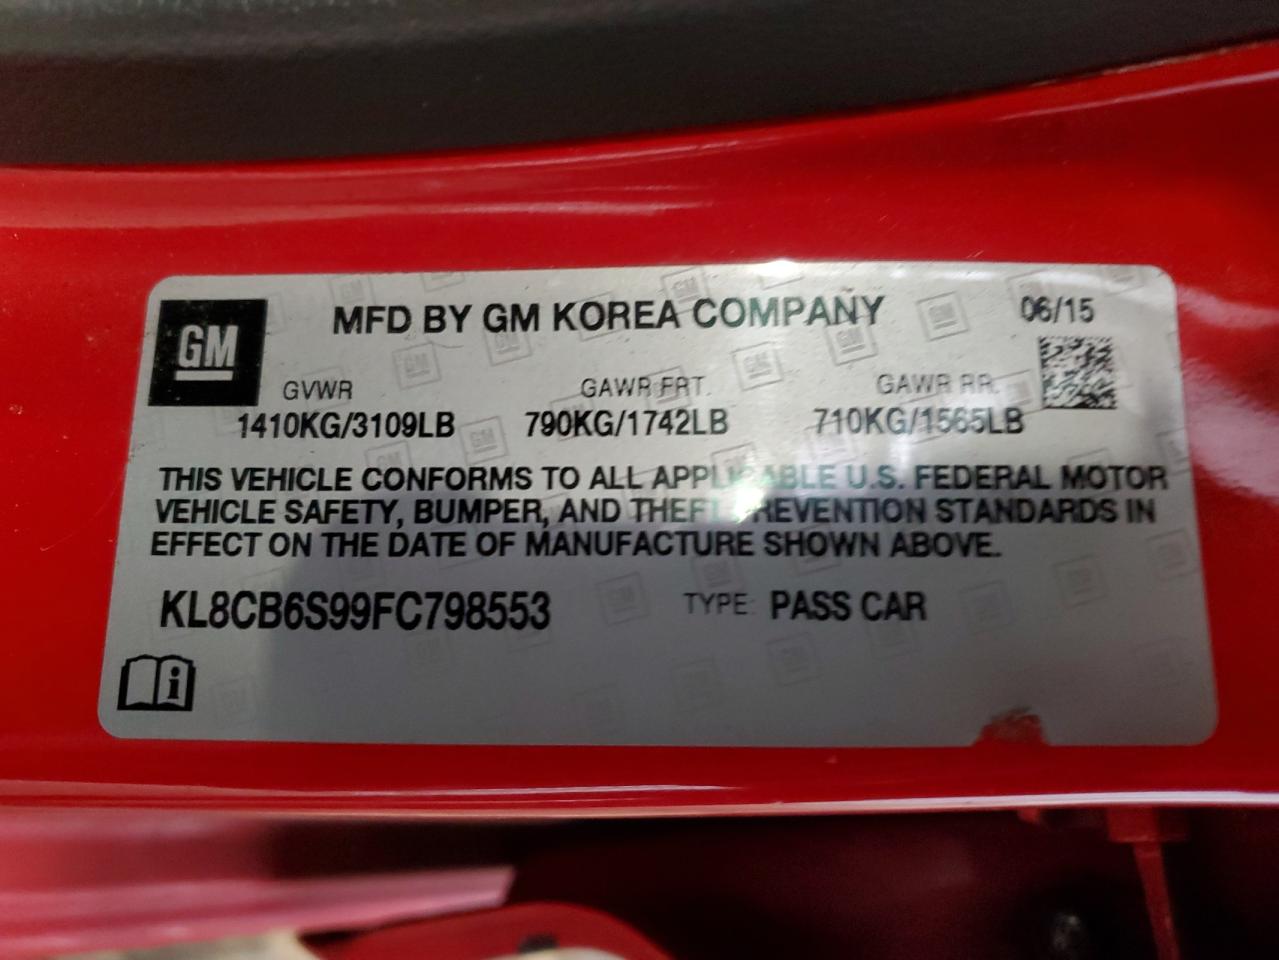 GM
MFD BY GM KOREA COMPANY 06/15
GVWR GAWR FRT. GAWR RR.
1410KG/3109LB 790KG/1742LB 710KG/1565LB
THIS VEHICLE CONFORMS TO ALL APPLICABLE U.S. FEDERAL MOTOR
VEHICLE SAFETY, BUMPER, AND THEFT PREVENTION STANDARDS IN
EFFECT ON THE DATE OF MANUFACTURE SHOWN ABOVE.
KL8CB6S99FC798553 TYPE: PASS CAR